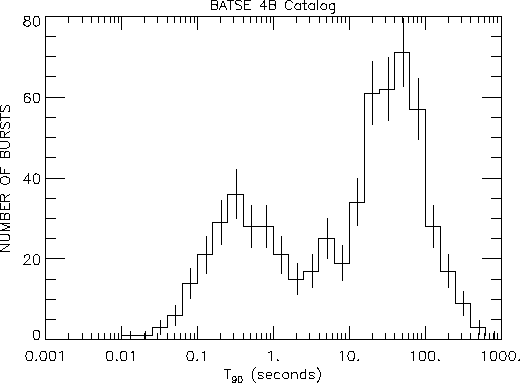 BATSE 4B Catalog
80
60
40
20
0
NUMBER OF BURSTS
0.001 0.01 0.1 1. 10. 100. 1000.
T90 (seconds)